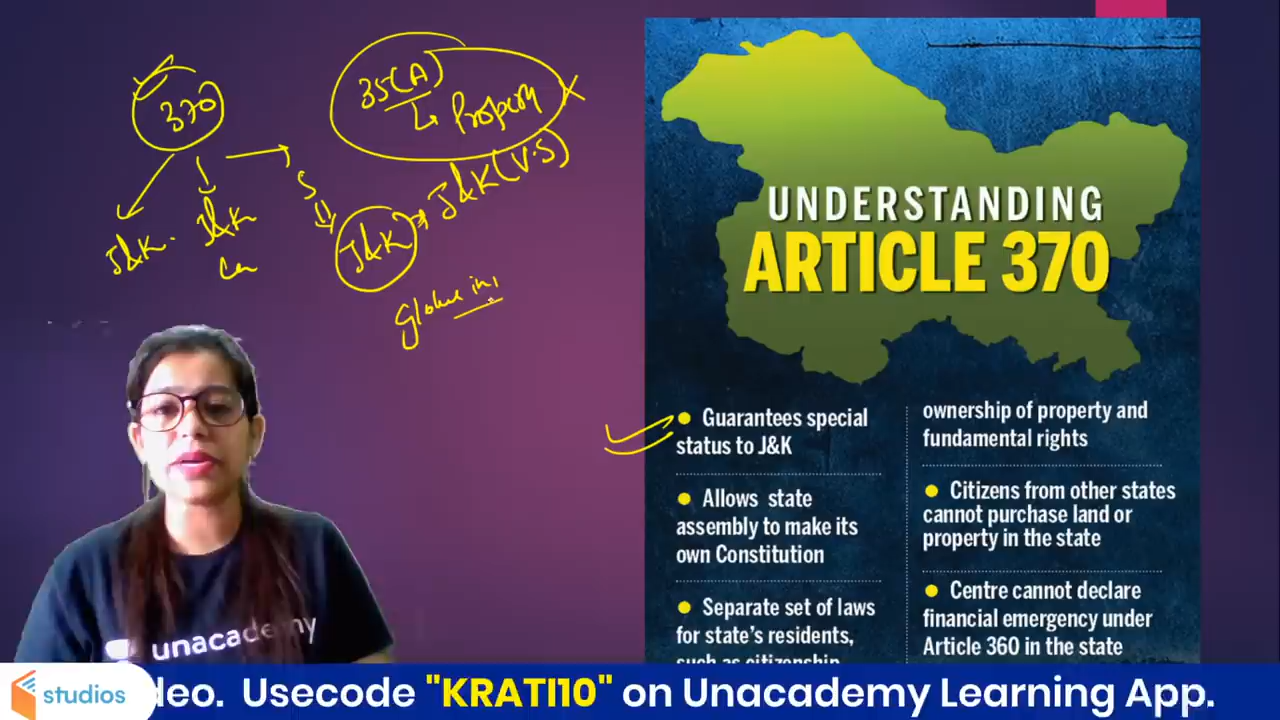 370
35(A)
Property
J&K.
J&K
S
J&K
J&K (V.S)
UNDERSTANDING
ARTICLE 370
Guarantees special
status to J&K
Allows state
assembly to make its
own Constitution
Separate set of laws
for state's residents,
such as citizenship
ownership of property and
fundamental rights
Citizens from other states
cannot purchase land or
property in the state
Centre cannot declare
financial emergency under
Article 360 in the state
unacademy
studios
deo. Usecode "KRATI10" on Unacademy Learning App.